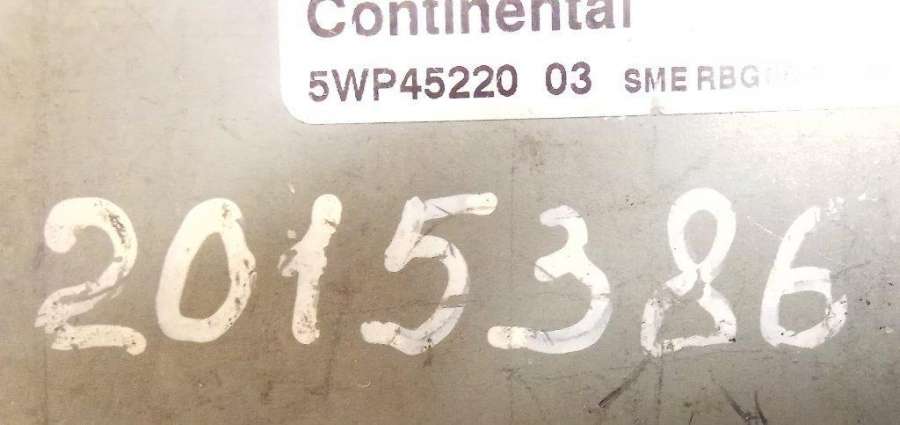 Continental
5WP45220 03 SME RBG
2015386